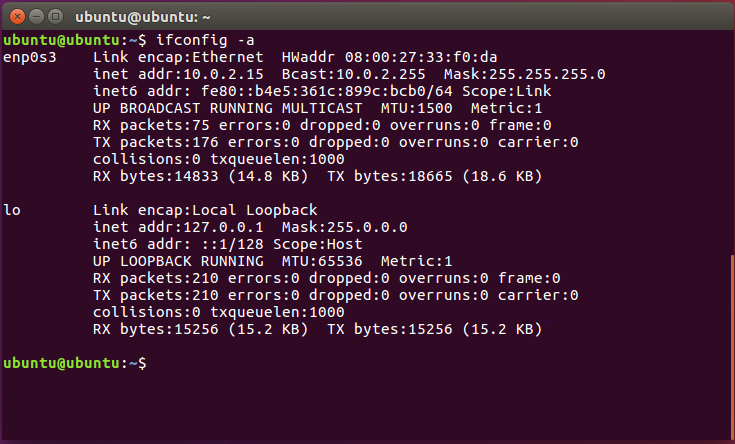 ubuntu@ubuntu: ~
ubuntu@ubuntu:~$ ifconfig -a
enp0s3    Link encap:Ethernet  HWaddr 08:00:27:33:f0:da
          inet addr:10.0.2.15  Bcast:10.0.2.255  Mask:255.255.255.0
          inet6 addr: fe80::b4e5:361c:899c:bcb0/64 Scope:Link
          UP BROADCAST RUNNING MULTICAST  MTU:1500  Metric:1
          RX packets:75 errors:0 dropped:0 overruns:0 frame:0
          TX packets:176 errors:0 dropped:0 overruns:0 carrier:0
          collisions:0 txqueuelen:1000
          RX bytes:14833 (14.8 KB)  TX bytes:18665 (18.6 KB)

lo        Link encap:Local Loopback
          inet addr:127.0.0.1  Mask:255.0.0.0
          inet6 addr: ::1/128 Scope:Host
          UP LOOPBACK RUNNING  MTU:65536  Metric:1
          RX packets:210 errors:0 dropped:0 overruns:0 frame:0
          TX packets:210 errors:0 dropped:0 overruns:0 carrier:0
          collisions:0 txqueuelen:1000
          RX bytes:15256 (15.2 KB)  TX bytes:15256 (15.2 KB)

ubuntu@ubuntu:~$